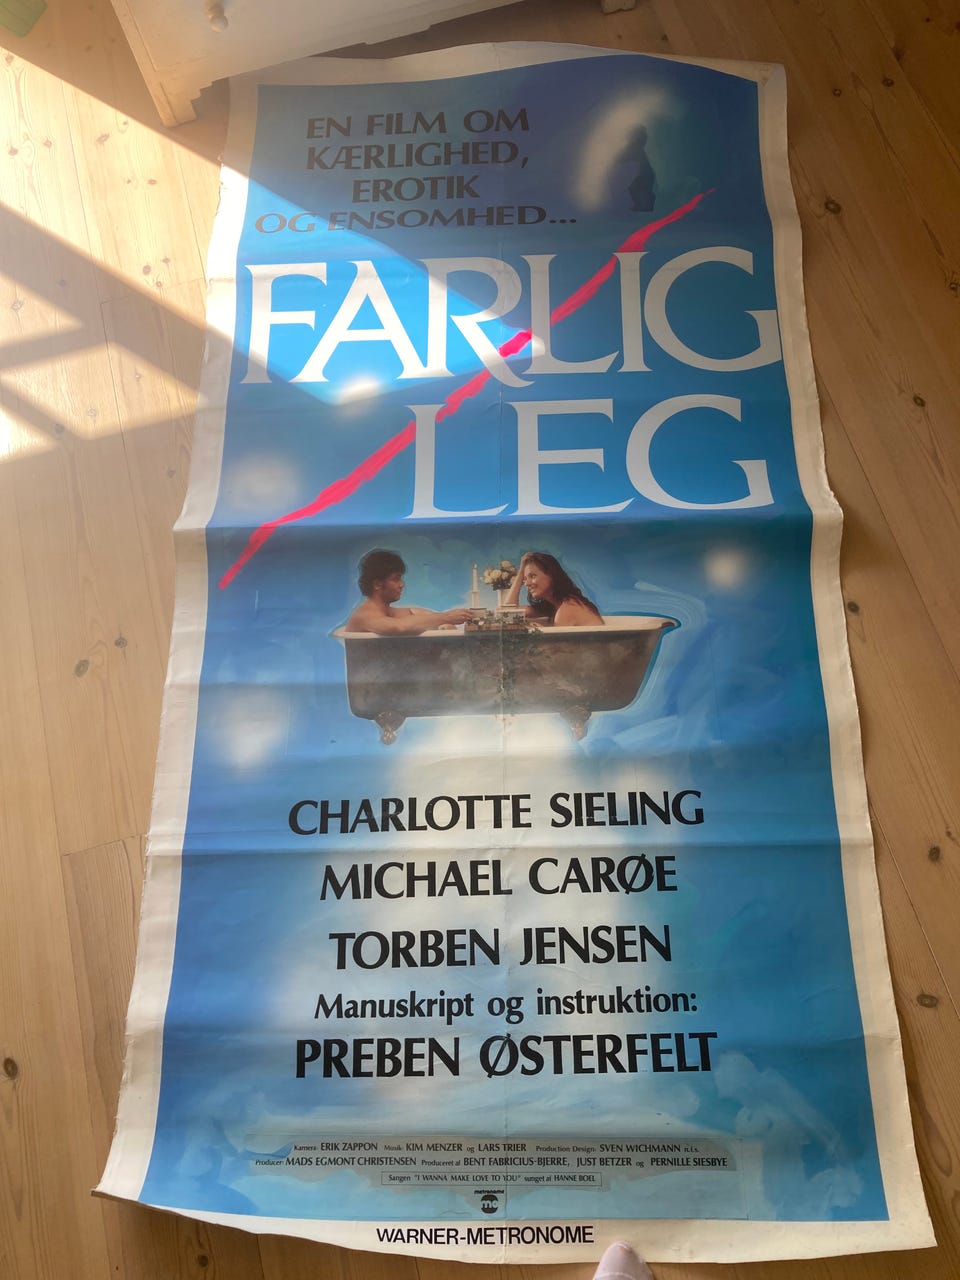 EN FILM OM
KÆRLIGHED,
EROTIK
OG ENSOMHED...
FARLIG
LEG
CHARLOTTE SIELING
MICHAEL CARØE
TORBEN JENSEN
Manuskript og instruktion:
PREBEN ØSTERFELT
Kamera: ERIK ZAPPON Musik: KIM MENZER og LARS TRIER Production Design: SVEN WICHMANN n.f.s.
Producer: MADS EGMONT CHRISTENSEN Produceret af BENT FABRICIUS-BJERRE, JUST BETZER og PERNILLE SIESBYE
Sangen "I WANNA MAKE LOVE TO YOU" sunget af HANNE BOEL
metronome
WARNER-METRONOME